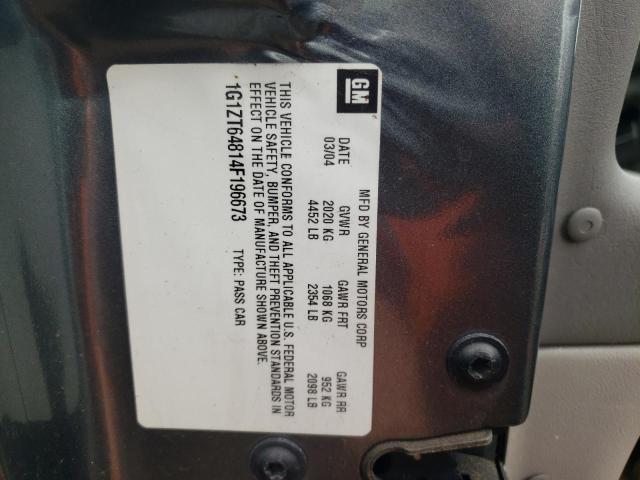 GM
MFD BY GENERAL MOTORS CORP
DATE GVWR GAWR FRT GAWR RR
03/04 2020 KG 1068 KG 952 KG
4452 LB 2354 LB 2098 LB
THIS VEHICLE CONFORMS TO ALL APPLICABLE U.S. FEDERAL MOTOR
VEHICLE SAFETY, BUMPER, AND THEFT PREVENTION STANDARDS IN
EFFECT ON THE DATE OF MANUFACTURE SHOWN ABOVE.
1G1ZT64814F196673 TYPE: PASS CAR